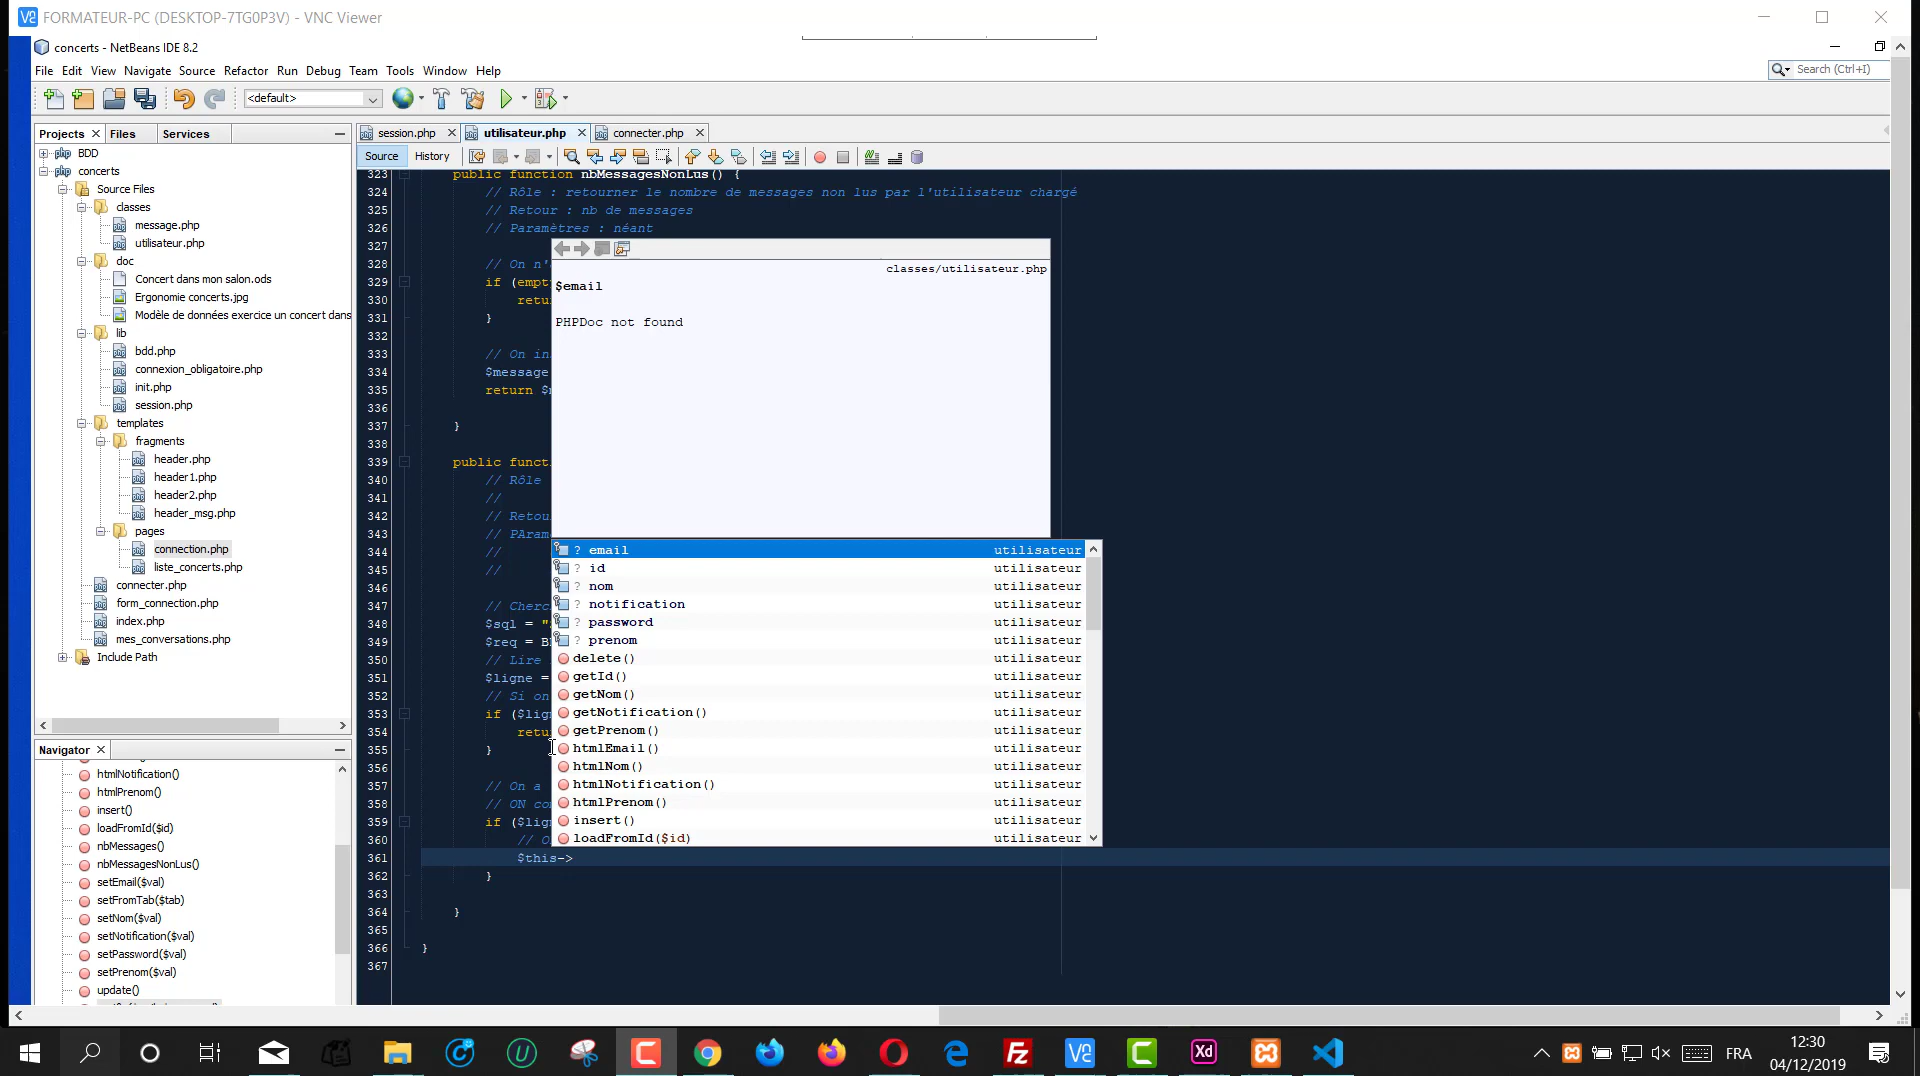 FORMATEUR-PC (DESKTOP-7TG0P3V) - VNC Viewer
concerts - NetBeans IDE 8.2
File Edit View Navigate Source Refactor Run Debug Team Tools Window Help
Search (Ctrl+I)
<default>
Projects Files Services
session.php utilisateur.php connecter.php
Source History
BDD
concerts
Source Files
classes
message.php
utilisateur.php
doc
Concert dans mon salon.ods
Ergonomie concerts.jpg
Modèle de données exercice un concert dans
lib
bdd.php
connexion_obligatoire.php
init.php
session.php
templates
fragments
header.php
header1.php
header2.php
header_msg.php
pages
connection.php
liste_concerts.php
connecter.php
form_connection.php
index.php
mes_conversations.php
Include Path
Navigator
htmlNotification()
htmlPrenom()
insert()
loadFromId($id)
nbMessages()
nbMessagesNonLus()
setEmail($val)
setFromTab($tab)
setNom($val)
setNotification($val)
setPassword($val)
setPrenom($val)
update()
323 public function nbMessagesNonLus() {
324 // Rôle : retourner le nombre de messages non lus par l'utilisateur chargé
325 // Retour : nb de messages
326 // Paramètres : néant
327
328 // On n'
329 if (empt
330 retu
331 }
332
333 // On in
334 $message
335 return $
336
337 }
338
339 public functi
340 // Rôle
341 //
342 // Retou
343 // PAram
344 //
345 //
346
347 // Cherc
348 $sql = "
349 $req = B
350 // Lire
351 $ligne =
352 // Si on
353 if ($lign
354 retu
355 }
356
357 // On a
358 // ON co
359 if ($lign
360 // O
361 $this->
362 }
363
364 }
365
366 }
367
classes/utilisateur.php
$email
PHPDoc not found
? email utilisateur
? id utilisateur
? nom utilisateur
? notification utilisateur
? password utilisateur
? prenom utilisateur
delete() utilisateur
getId() utilisateur
getNom() utilisateur
getNotification() utilisateur
getPrenom() utilisateur
htmlEmail() utilisateur
htmlNom() utilisateur
htmlNotification() utilisateur
htmlPrenom() utilisateur
insert() utilisateur
loadFromId($id) utilisateur
FRA
12:30
04/12/2019